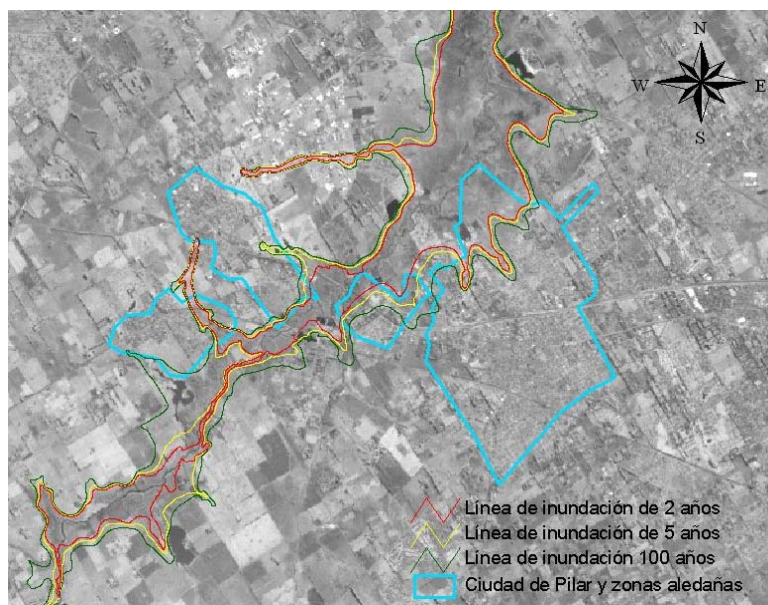 N
W E
S
Línea de inundación de 2 años
Línea de inundación de 5 años
Línea de inundación 100 años
Ciudad de Pilar y zonas aledañas